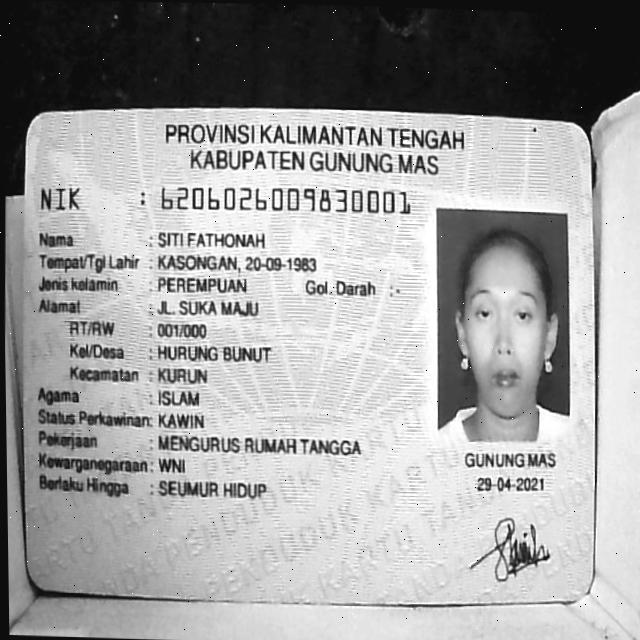 PROVINSI KALIMANTAN TENGAH
KABUPATEN GUNUNG MAS
NIK : 6206026009830001
Nama : SITI FATHONAH
Tempat/Tgl Lahir : KASONGAN, 20-09-1983
Jenis kelamin : PEREMPUAN Gol. Darah : -
Alamat : JL. SUKA MAJU
RT/RW : 001/000
Kel/Desa : HURUNG BUNUT
Kecamatan : KURUN
Agama : ISLAM
Status Perkawinan: KAWIN
Pekerjaan : MENGURUS RUMAH TANGGA
Kewarganegaraan: WNI
Berlaku Hingga : SEUMUR HIDUP
GUNUNG MAS
29-04-2021